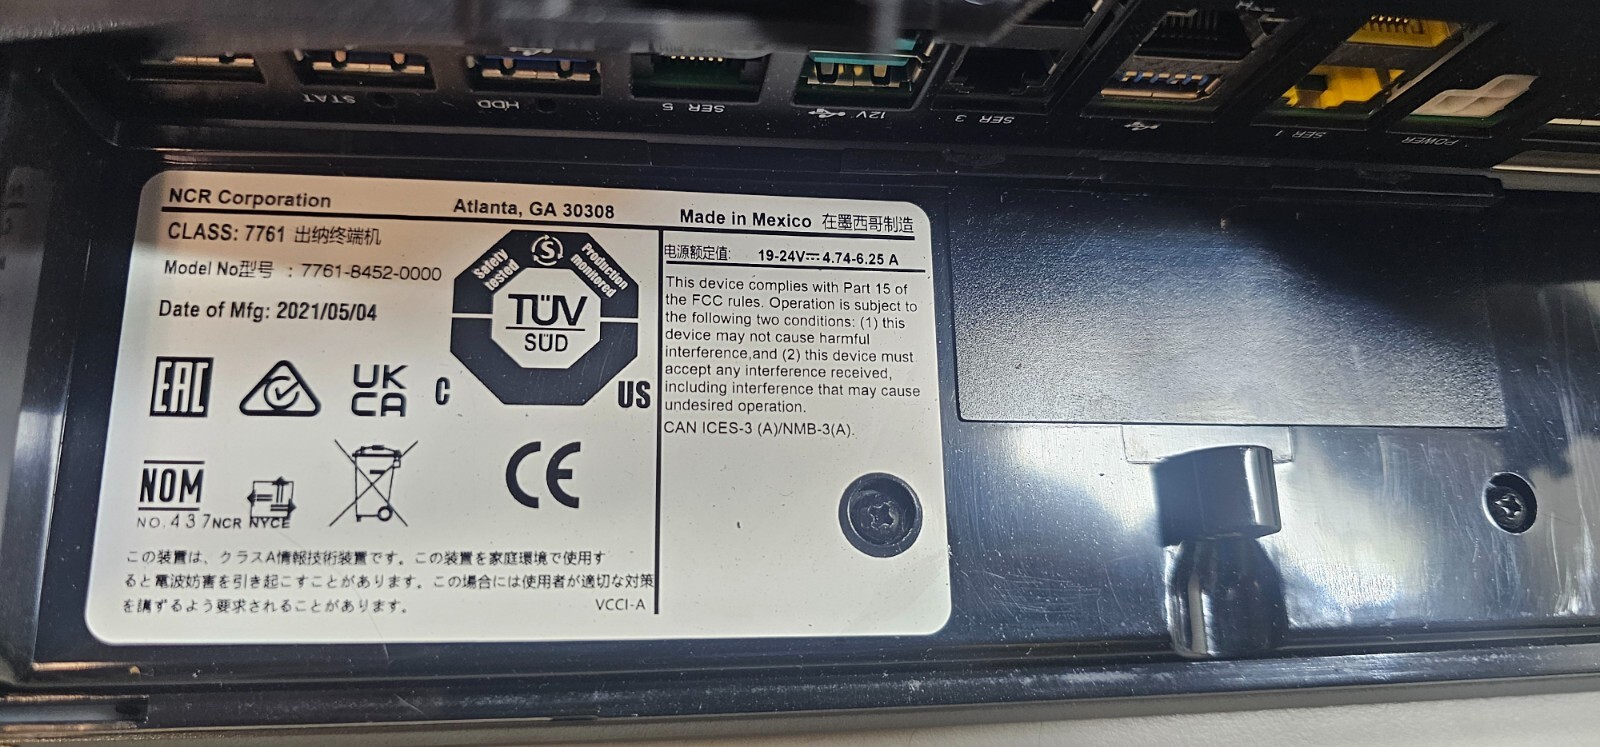 STAT
HDD
SER 5
12V
SER 3
SER 1
POWER
NCR Corporation
Atlanta, GA 30308
Made in Mexico 在墨西哥制造
CLASS: 7761 出纳终端机
Model No型号 : 7761-8452-0000
Date of Mfg: 2021/05/04
Safety tested
S
Production monitored
TÜV
SÜD
C
US
EAC
UK
CA
NOM
NO. 437NCR NYCE
CE
电源额定值: 19-24V⎓4.74-6.25 A
This device complies with Part 15 of
the FCC rules. Operation is subject to
the following two conditions: (1) this
device may not cause harmful
interference,and (2) this device must
accept any interference received,
including interference that may cause
undesired operation.
CAN ICES-3 (A)/NMB-3(A).
この装置は、クラスA情報技術装置です。この装置を家庭環境で使用す
ると電波妨害を引き起こすことがあります。この場合には使用者が適切な対策
を講ずるよう要求されることがあります。
VCCI-A